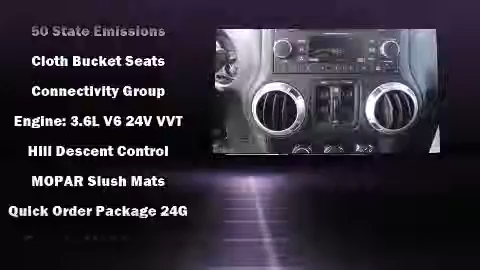 50 State Emissions
Cloth Bucket Seats
Connectivity Group
Engine: 3.6L V6 24V VVT
Hill Descent Control
MOPAR Slush Mats
Quick Order Package 24G